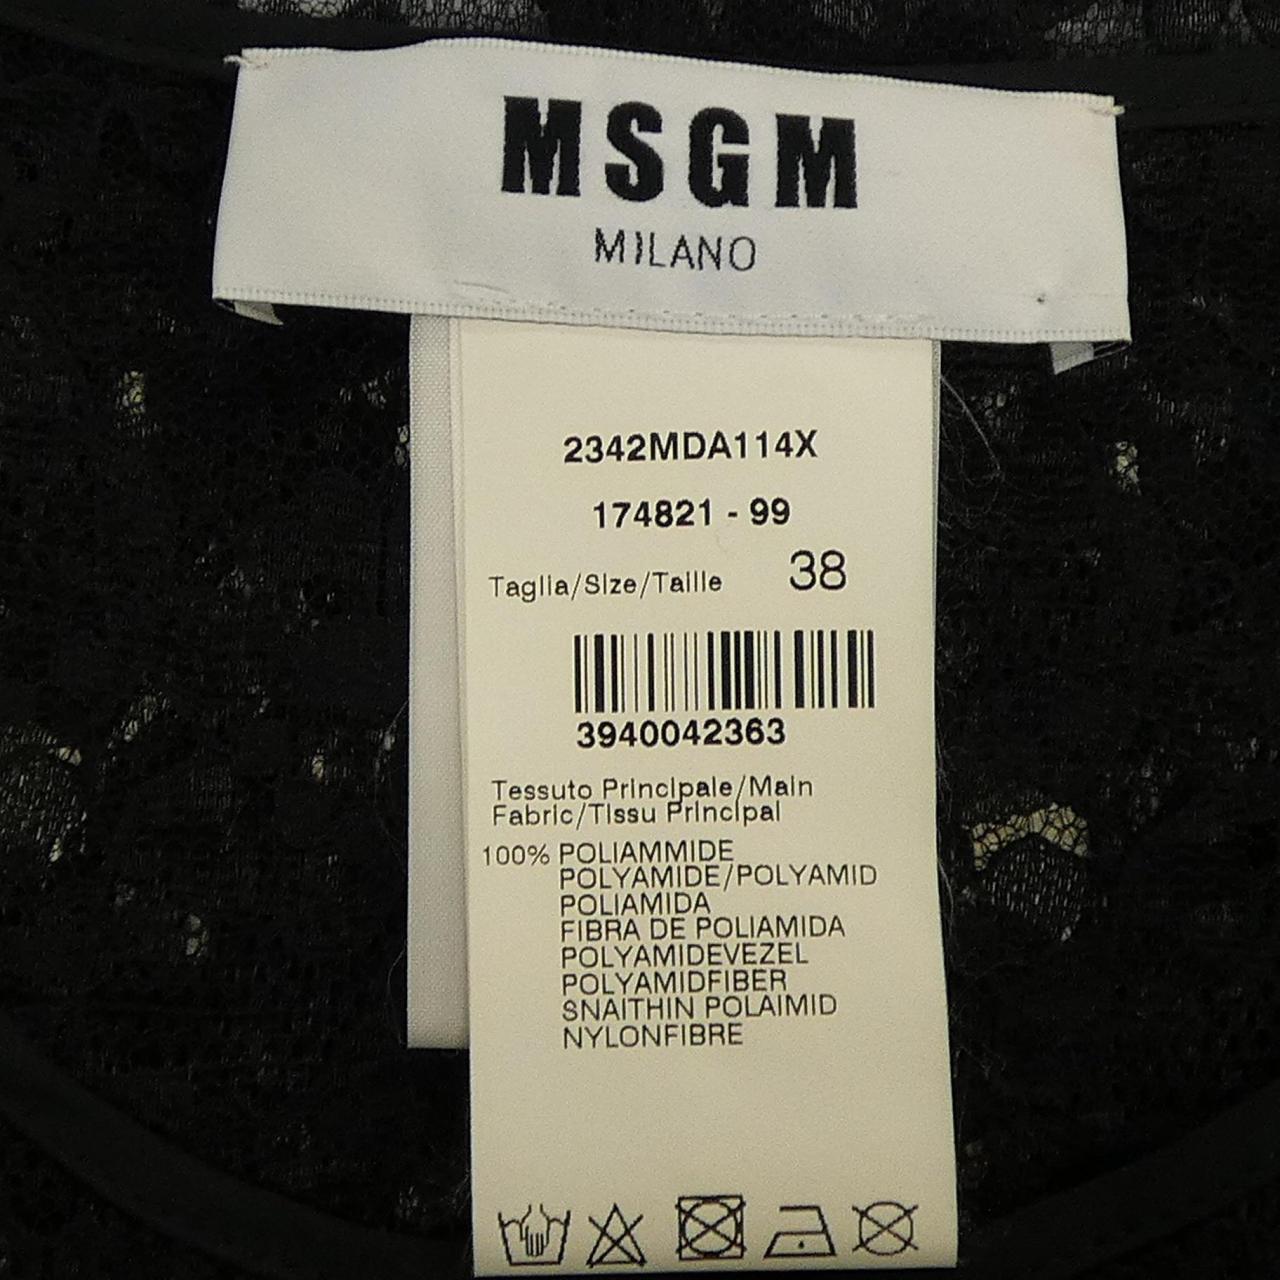 MSGM
MILANO
2342MDA114X
174821 - 99
Taglia/Size/Taille 38
3940042363
Tessuto Principale/Main
Fabric/Tissu Principal
100% POLIAMMIDE
POLYAMIDE/POLYAMID
POLIAMIDA
FIBRA DE POLIAMIDA
POLYAMIDEVEZEL
POLYAMIDFIBER
SNAITHIN POLAIMID
NYLONFIBRE